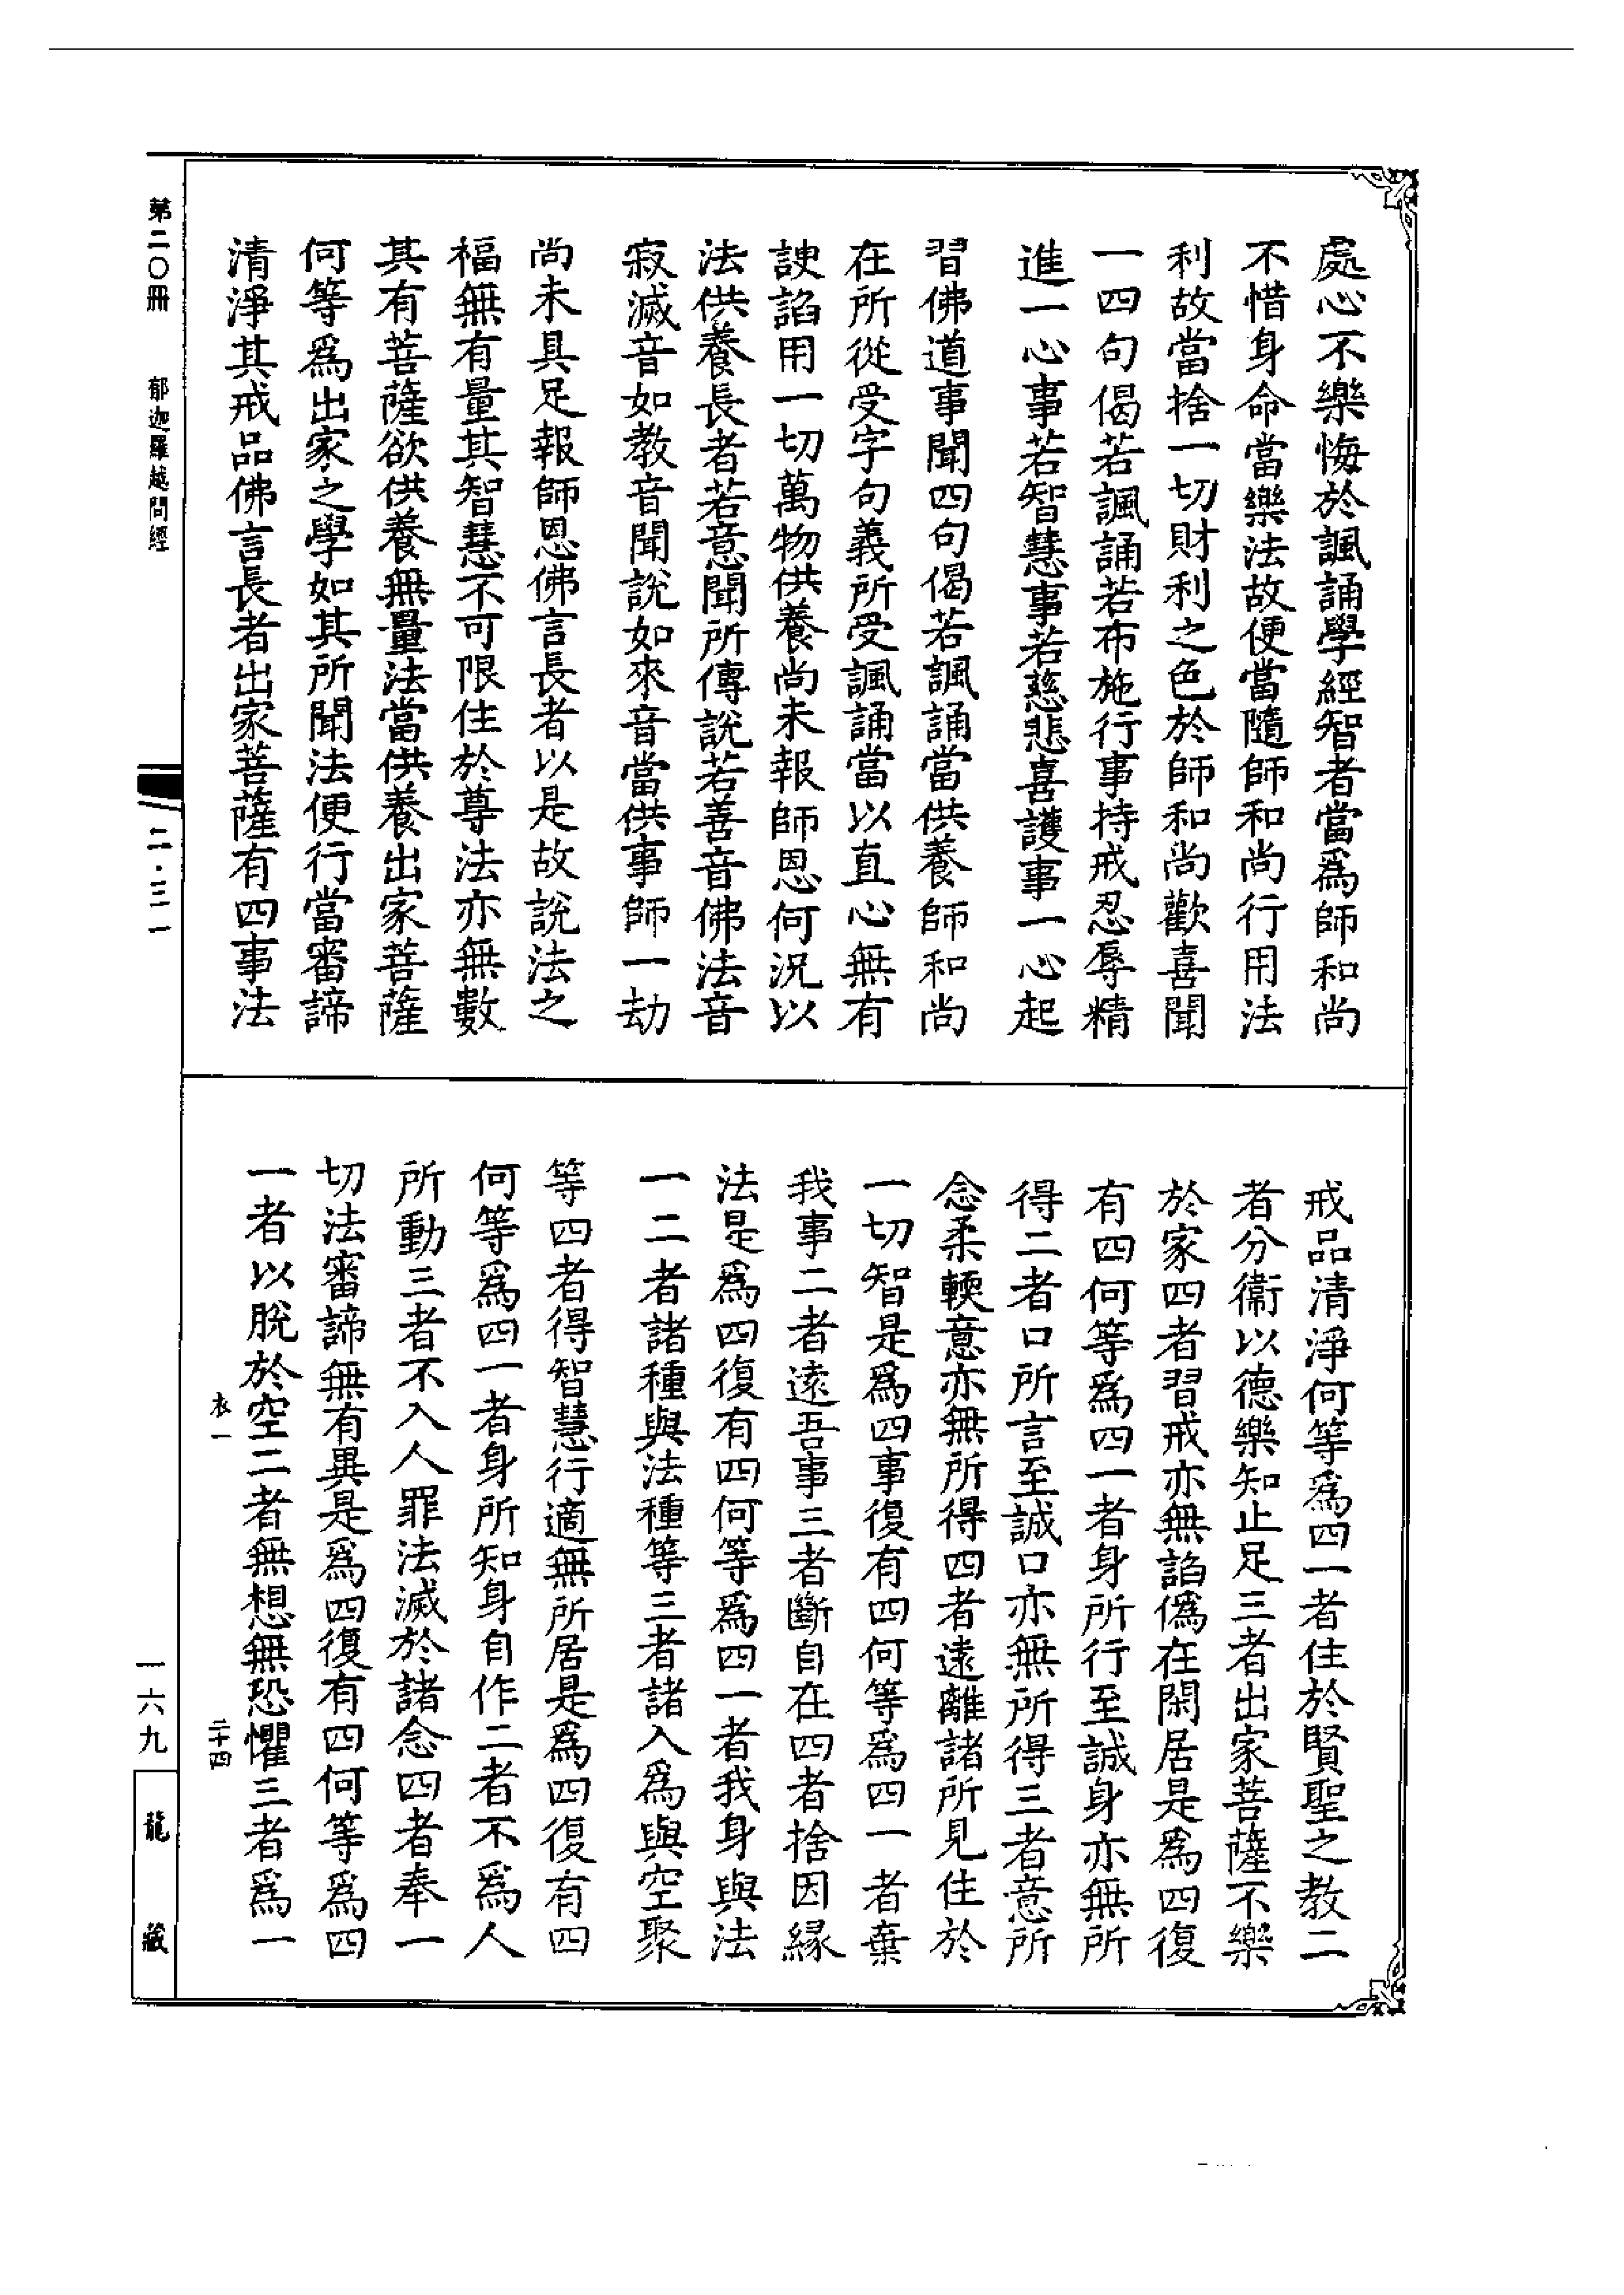 處心不樂悔於諷誦學經智者當爲師和尚
不惜身命當樂法故便當隨師和尚行用法
利故當捨一切財利之色於師和尚歡喜聞
一四句偈若諷誦若布施行事持戒忍辱精
進一心事若智慧事若慈悲喜護事一心起
習佛道事聞四句偈若諷誦當供養師和尚
在所從受字句義所受諷誦當以直心無有
諛諂用一切萬物供養尚未報師恩何況以
法供養長者若意聞所傳說若善音佛法音
寂滅音如教音聞說如來音當供事師一劫
尚未具足報師恩佛言長者以是故說法之
福無有量其智慧不可限住於尊法亦無數
其有菩薩欲供養無量法當供養出家菩薩
何等爲出家之學如其所聞法便行當審諦
清淨其戒品佛言長者出家菩薩有四事法
戒品清淨何等爲四一者住於賢聖之教二
者分衞以德樂知止足三者出家菩薩不樂
於家四者習戒亦無諂僞在閑居是爲四復
有四何等爲四一者身所行至誠身亦無所
得二者口所言至誠口亦無所得三者意所
念柔輭意亦無所得四者遠離諸所見住於
一切智是爲四事復有四何等爲四一者棄
我事二者遠吾事三者斷自在四者捨因緣
法是爲四復有四何等爲四一者我身與法
一二者諸種與法種等三者諸入爲與空聚
等四者得智慧行適無所居是爲四復有四
何等爲四一者身所知身自作二者不爲人
所動三者不入人罪法滅於諸念四者奉一
切法審諦無有異是爲四復有四何等爲四
一者以脫於空二者無想無恐懼三者爲一
衣一
二十四
第二〇冊
郁迦羅越問經
二·三一
一六九
龍藏